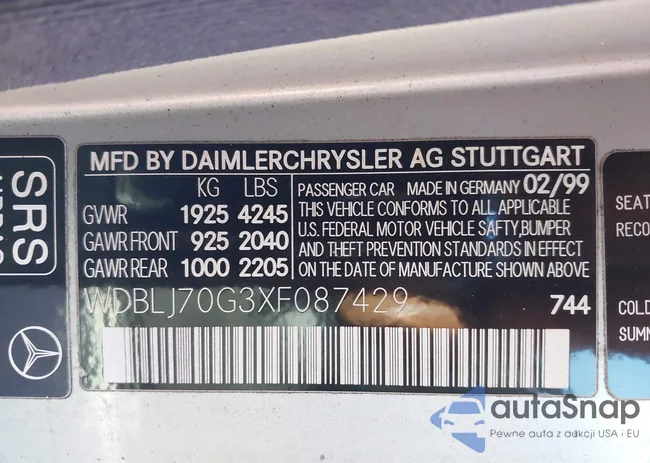 MFD BY DAIMLERCHRYSLER AG STUTTGART
KG LBS
GVWR 1925 4245
GAWR FRONT 925 2040
GAWR REAR 1000 2205
PASSENGER CAR MADE IN GERMANY 02/99
THIS VEHICLE CONFORMS TO ALL APPLICABLE
U.S. FEDERAL MOTOR VEHICLE SAFTY,BUMPER
AND THEFT PREVENTION STANDARDS IN EFFECT
ON THE DATE OF MANUFACTURE SHOWN ABOVE
WDBLJ70G3XF087429 744
SRS
SEAT
RECO
COLD
SUMM
autaSnap
Pewne auta z aukcji USA i EU